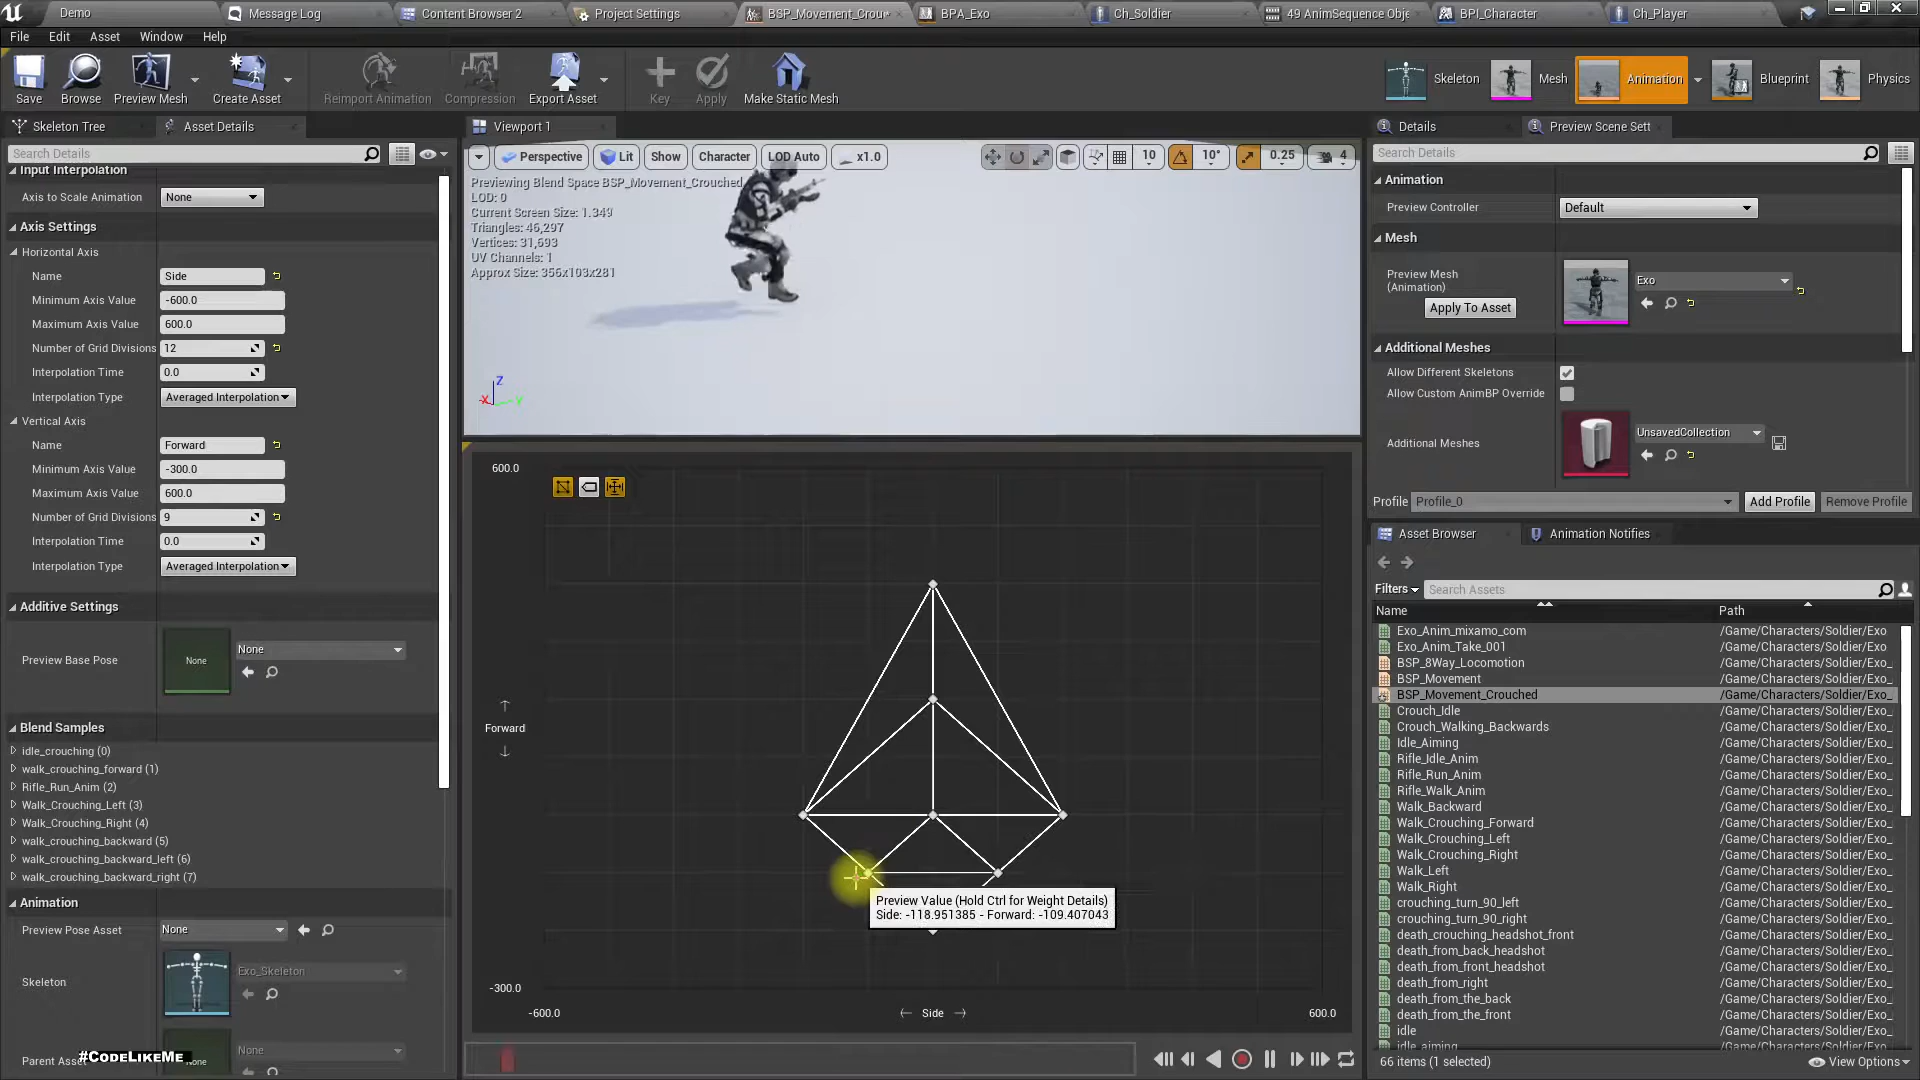 Demo
Message Log
Content Browser 2
Project Settings
BSP_Movement_Crou
BPA_Exo
Ch_Soldier
49 AnimSequence Obje
BPI_Character
Ch_Player
File Edit Asset Window Help
Save
Browse
Preview Mesh
Create Asset
Reimport Animation
Compression
Export Asset
Key
Apply
Make Static Mesh
Skeleton
Mesh
Animation
Blueprint
Physics
Skeleton Tree
Asset Details
Search Details
Input Interpolation
Axis to Scale Animation None
Axis Settings
Horizontal Axis
Name Side
Minimum Axis Value -600.0
Maximum Axis Value 600.0
Number of Grid Divisions 12
Interpolation Time 0.0
Interpolation Type Averaged Interpolation
Vertical Axis
Name Forward
Minimum Axis Value -300.0
Maximum Axis Value 600.0
Number of Grid Divisions 9
Interpolation Time 0.0
Interpolation Type Averaged Interpolation
Additive Settings
Preview Base Pose None None
Blend Samples
idle_crouching (0)
walk_crouching_forward (1)
Rifle_Run_Anim (2)
Walk_Crouching_Left (3)
Walk_Crouching_Right (4)
walk_crouching_backward (5)
walk_crouching_backward_left (6)
walk_crouching_backward_right (7)
Animation
Preview Pose Asset None
Skeleton Exo_Skeleton
Parent Asset None None
#CodeLikeMe
Viewport 1
Perspective Lit Show Character LOD Auto x1.0 10 10° 0.25 4
Previewing Blend Space BSP_Movement_Crouched
LOD: 0
Current Screen Size: 1.349
Triangles: 46,297
Vertices: 31,693
UV Channels: 1
Approx Size: 356x103x281
Z
X Y
600.0
Forward
Preview Value (Hold Ctrl for Weight Details)
Side: -118.951385 - Forward: -109.407043
-300.0
-600.0 Side 600.0
Details
Preview Scene Sett
Search Details
Animation
Preview Controller Default
Mesh
Preview Mesh
(Animation)
Exo
Apply To Asset
Additional Meshes
Allow Different Skeletons
Allow Custom AnimBP Override
Additional Meshes UnsavedCollection
Profile Profile_0 Add Profile Remove Profile
Asset Browser
Animation Notifies
Filters Search Assets
Name Path
Exo_Anim_mixamo_com /Game/Characters/Soldier/Exo
Exo_Anim_Take_001 /Game/Characters/Soldier/Exo
BSP_8Way_Locomotion /Game/Characters/Soldier/Exo_
BSP_Movement /Game/Characters/Soldier/Exo_
BSP_Movement_Crouched /Game/Characters/Soldier/Exo_
Crouch_Idle /Game/Characters/Soldier/Exo_
Crouch_Walking_Backwards /Game/Characters/Soldier/Exo_
Idle_Aiming /Game/Characters/Soldier/Exo_
Rifle_Idle_Anim /Game/Characters/Soldier/Exo_
Rifle_Run_Anim /Game/Characters/Soldier/Exo_
Rifle_Walk_Anim /Game/Characters/Soldier/Exo_
Walk_Backward /Game/Characters/Soldier/Exo_
Walk_Crouching_Forward /Game/Characters/Soldier/Exo_
Walk_Crouching_Left /Game/Characters/Soldier/Exo_
Walk_Crouching_Right /Game/Characters/Soldier/Exo_
Walk_Left /Game/Characters/Soldier/Exo_
Walk_Right /Game/Characters/Soldier/Exo_
crouching_turn_90_left /Game/Characters/Soldier/Exo_
crouching_turn_90_right /Game/Characters/Soldier/Exo_
death_crouching_headshot_front /Game/Characters/Soldier/Exo_
death_from_back_headshot /Game/Characters/Soldier/Exo_
death_from_front_headshot /Game/Characters/Soldier/Exo_
death_from_right /Game/Characters/Soldier/Exo_
death_from_the_back /Game/Characters/Soldier/Exo_
death_from_the_front /Game/Characters/Soldier/Exo_
idle /Game/Characters/Soldier/Exo_
idle_aiming /Game/Characters/Soldier/Exo_
66 items (1 selected) View Options